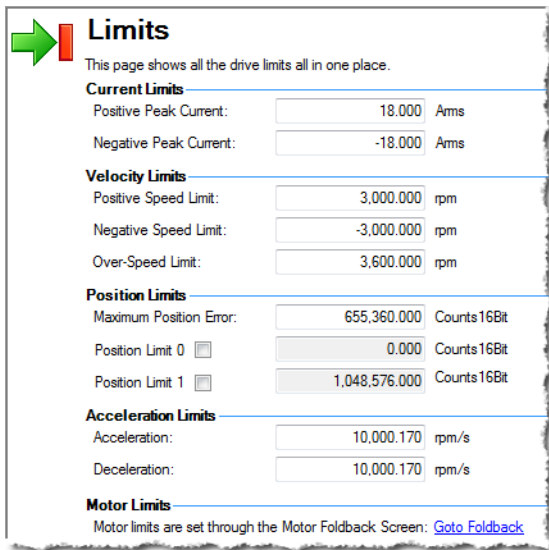 Limits
This page shows all the drive limits all in one place.
Current Limits
Positive Peak Current: 18.000 Arms
Negative Peak Current: -18.000 Arms
Velocity Limits
Positive Speed Limit: 3,000.000 rpm
Negative Speed Limit: -3,000.000 rpm
Over-Speed Limit: 3,600.000 rpm
Position Limits
Maximum Position Error: 655,360.000 Counts16Bit
Position Limit 0 0.000 Counts16Bit
Position Limit 1 1,048,576.000 Counts16Bit
Acceleration Limits
Acceleration: 10,000.170 rpm/s
Deceleration: 10,000.170 rpm/s
Motor Limits
Motor limits are set through the Motor Foldback Screen: Goto Foldback